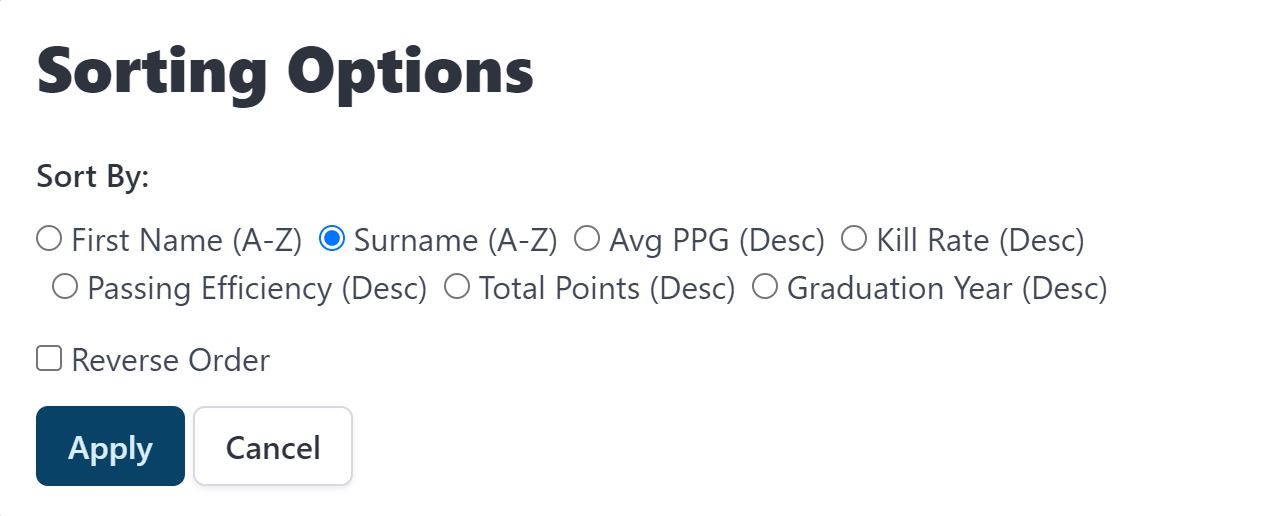 Sorting Options
Sort By:
First Name (A-Z) Surname (A-Z) Avg PPG (Desc) Kill Rate (Desc)
Passing Efficiency (Desc) Total Points (Desc) Graduation Year (Desc)
Reverse Order
Apply Cancel